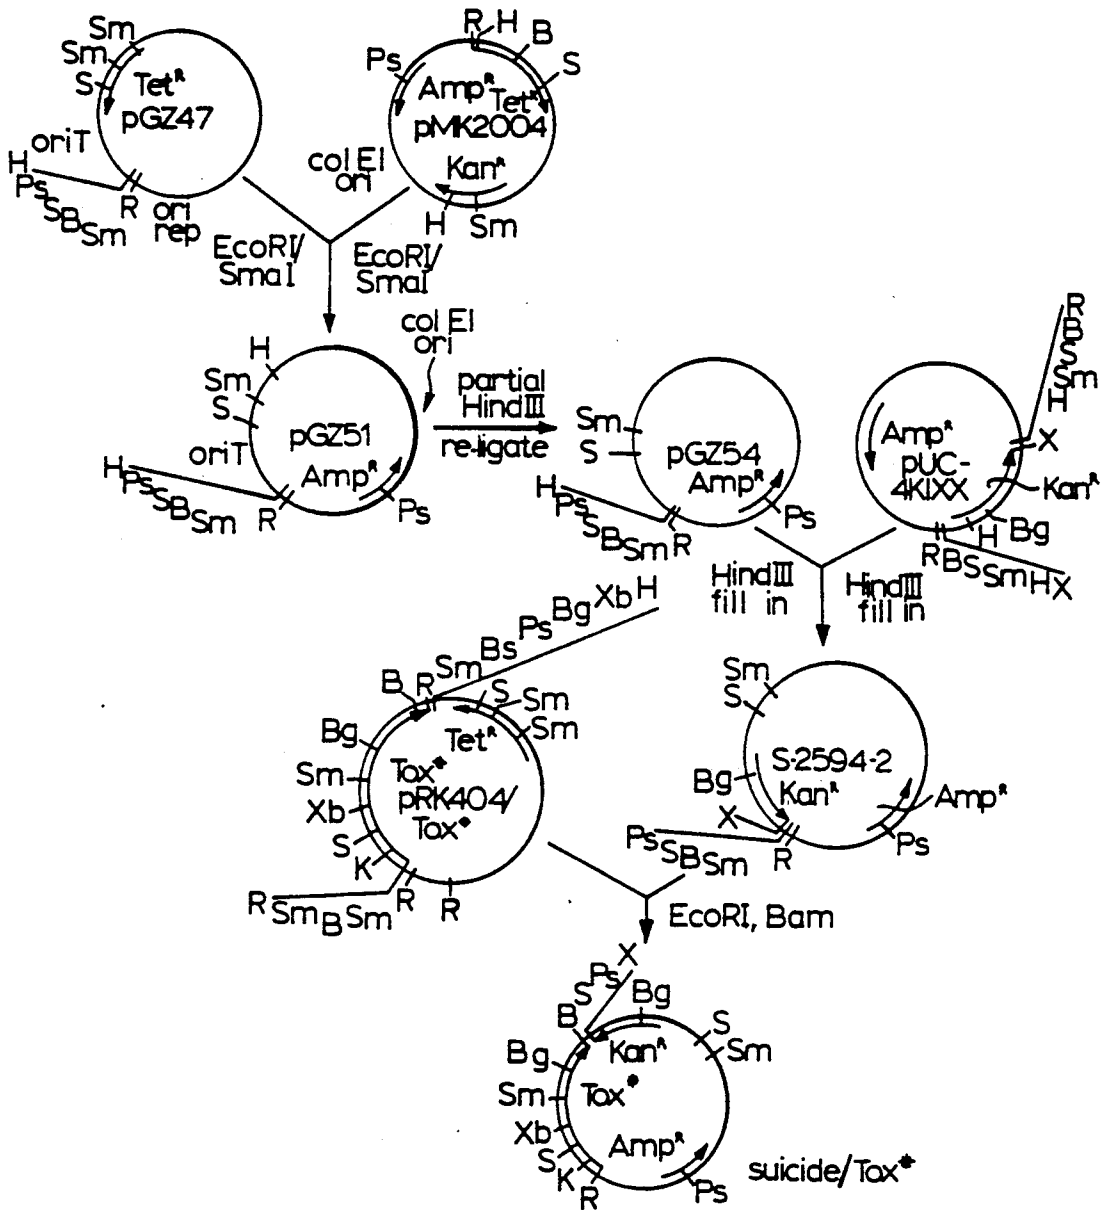 Sm
Sm
S
Tet^R
pGZ47
oriT
H
Ps
S
B
Sm
R
ori
rep
EcoRI/
SmaI
R
H
B
S
Ps
Amp^R
Tet^R
pMK2004
Kan^R
col EI
ori
H
Sm
EcoRI/
SmaI
H
Sm
S
pGZ51
oriT
Amp^R
H
Ps
S
B
Sm
R
Ps
col EI
ori
partial
HindIII
re-ligate
Sm
S
pGZ54
Amp^R
H
Ps
S
B
Sm
R
Ps
HindIII
fill in
R
B
S
Sm
H
X
Amp^R
pUC-
4KIXX
Kan^R
Bg
H
R
B
S
Sm
H
X
HindIII
fill in
H
Xb
Bg
Ps
Bs
Sm
R
B
S
Sm
Sm
Tet^R
Bg
Sm
Xb
S
K
Tox*
pRK404/
Tox*
R
Sm
B
Sm
R
R
Sm
S
S-2594-2
Bg
Kan^R
X
Amp^R
Ps
S
B
Sm
R
Ps
EcoRI, Bam
X
Ps
S
B
Bg
S
Sm
Kan^R
Bg
Tox*
Sm
Xb
S
K
R
Amp^R
Ps
suicide/Tox*